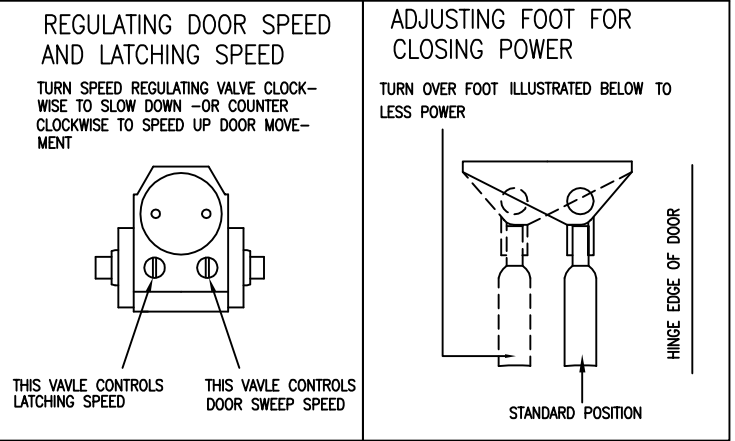 REGULATING DOOR SPEED
AND LATCHING SPEED
TURN SPEED REGULATING VALVE CLOCK-
WISE TO SLOW DOWN -OR COUNTER
CLOCKWISE TO SPEED UP DOOR MOVE-
MENT
THIS VAVLE CONTROLS
LATCHING SPEED
THIS VAVLE CONTROLS
DOOR SWEEP SPEED
ADJUSTING FOOT FOR
CLOSING POWER
TURN OVER FOOT ILLUSTRATED BELOW TO
LESS POWER
HINGE EDGE OF DOOR
STANDARD POSITION